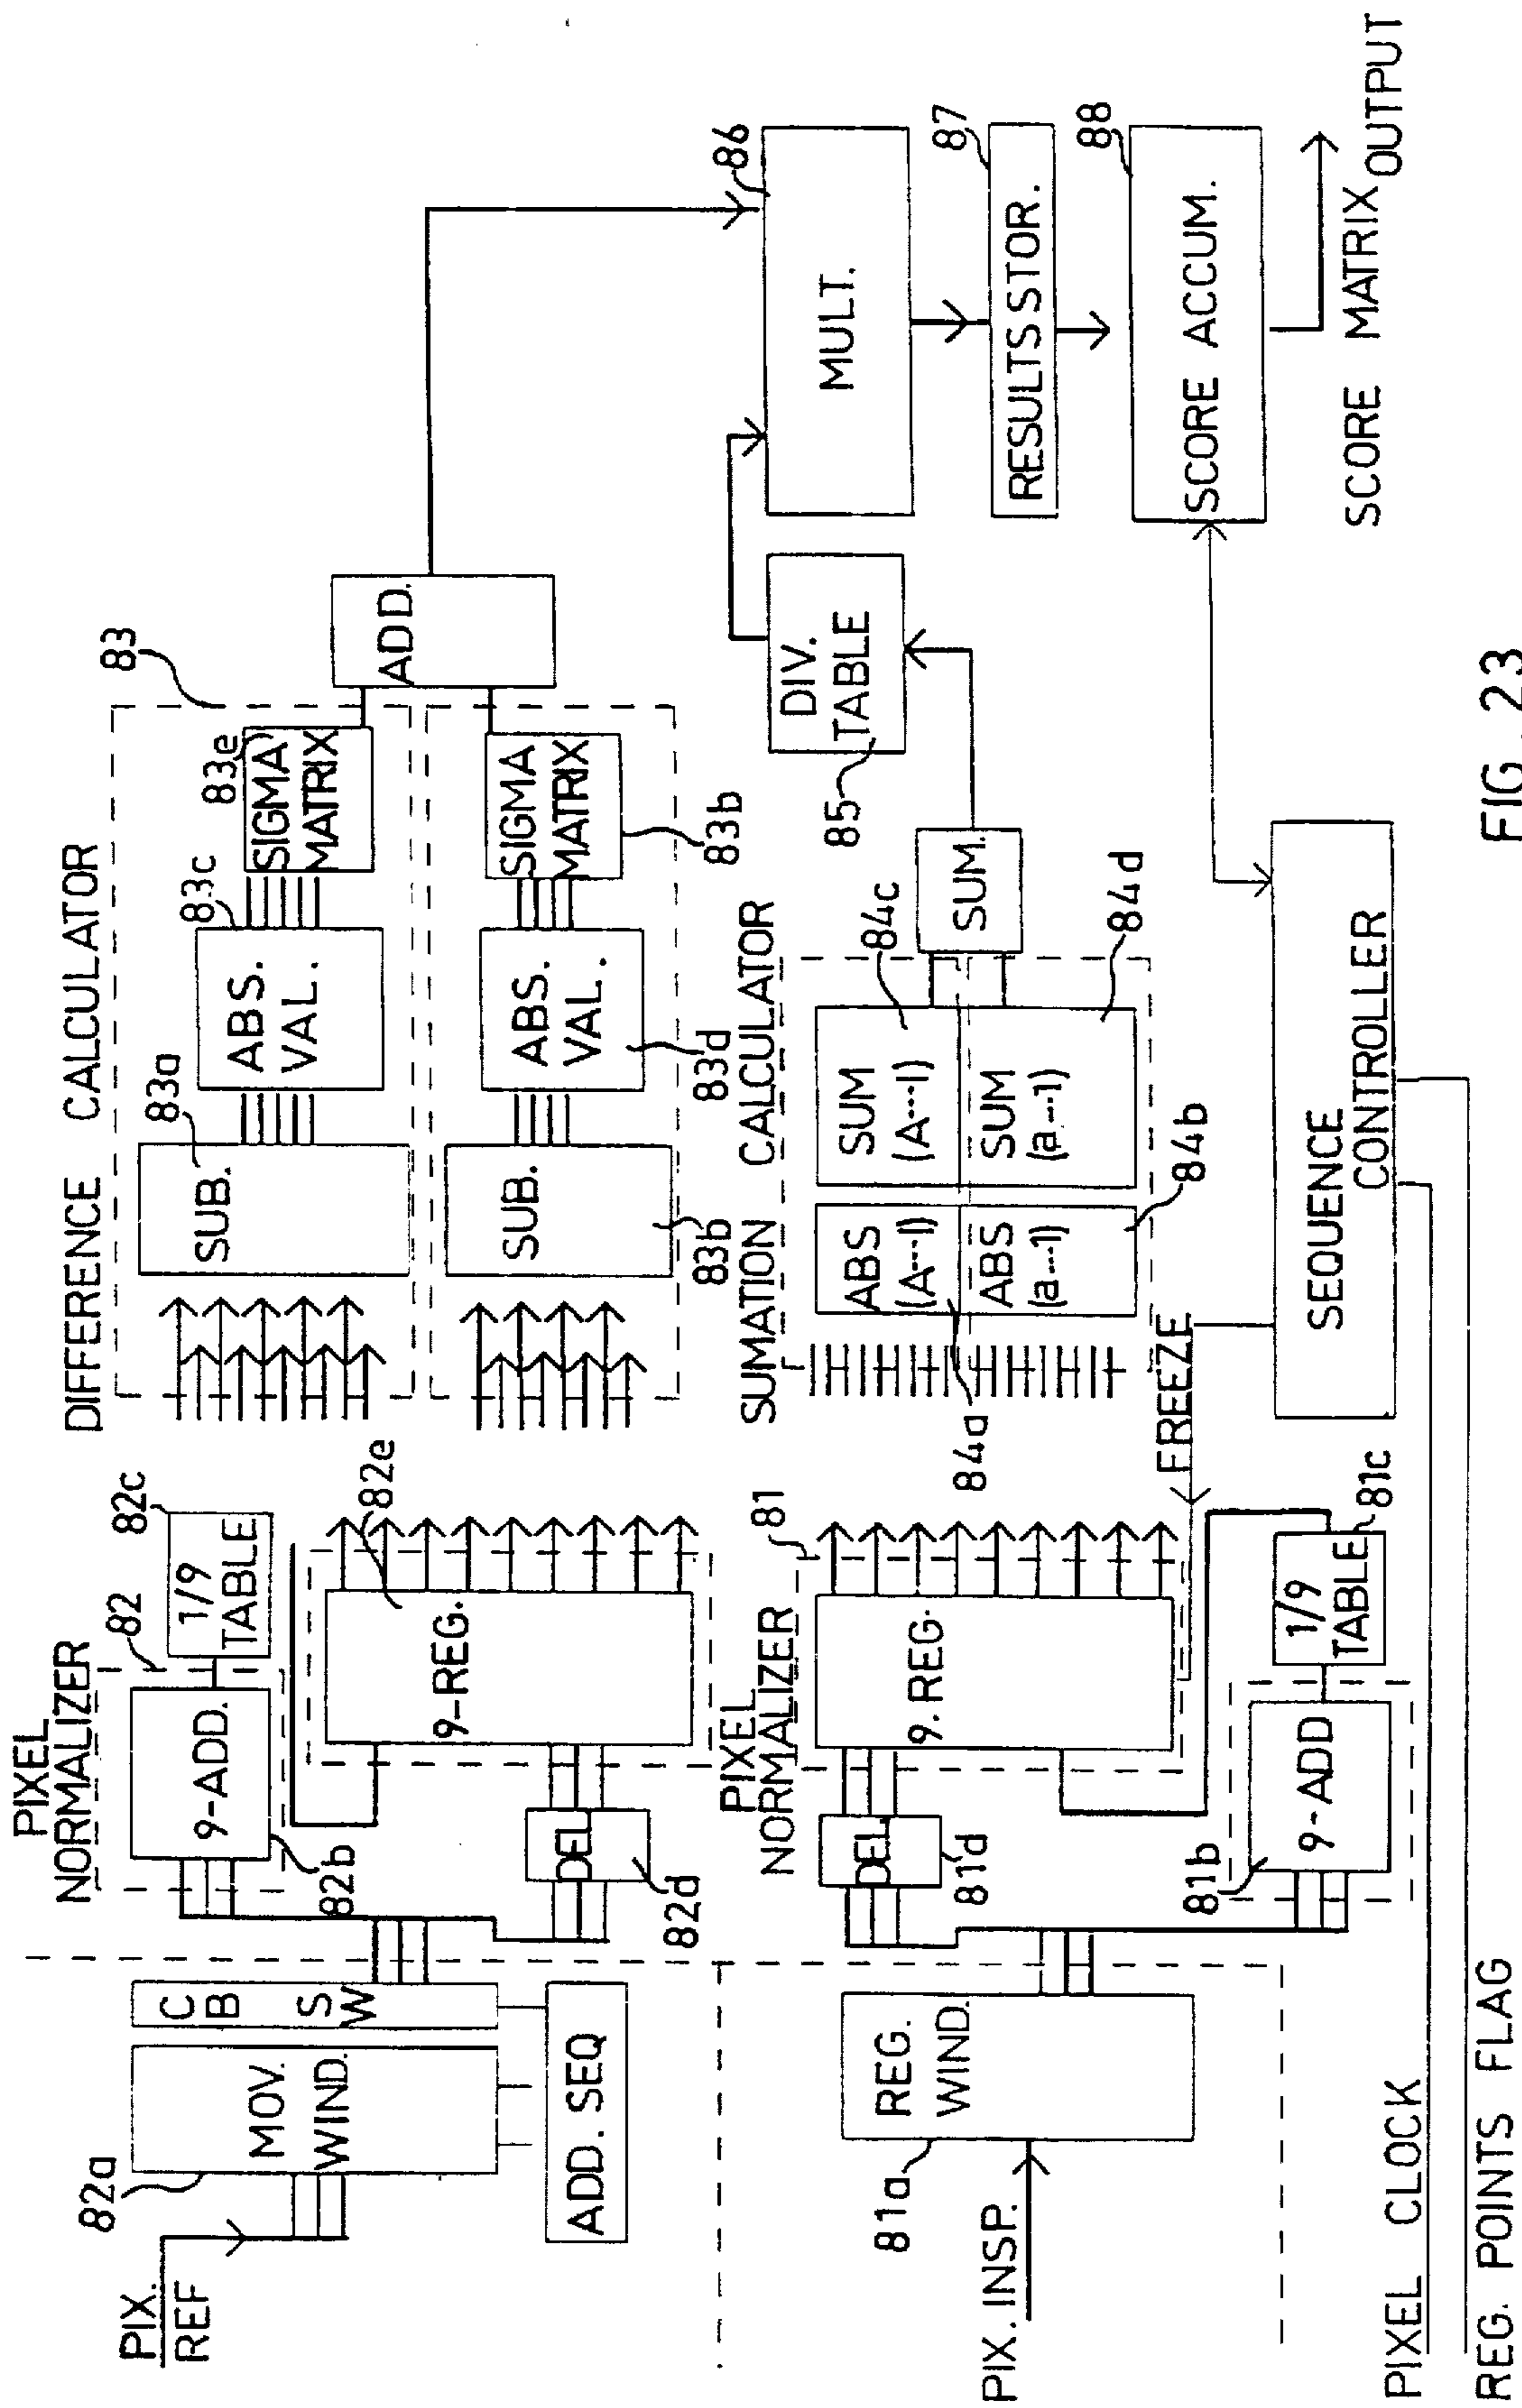 PIX.
REF
82a
MOV.
WIND.
C
B
S
W
ADD. SEQ
PIXEL
NORMALIZER
82
9-ADD.
82b
82c
1/9
TABLE
82d
DEL
9-REG.
82e
PIX. INSP.
81a
REG.
WIND.
PIXEL
NORMALIZER
81
DEL
81d
9. REG.
81b
9-ADD
1/9
TABLE
81c
FREEZE
DIFFERENCE CALCULATOR
83
83a
SUB.
83c
ABS.
VAL.
83e
SIGMA
MATRIX
SUB.
83b
ABS.
VAL.
83d
SIGMA
MATRIX
83b
ADD.
SUMATION CALCULATOR
84a
ABS
(A---I)
ABS
(a---1)
84b
SUM
(A---I)
SUM
(a---1)
84c
84d
SUM.
85
DIV.
TABLE
86
MULT.
87
RESULTS STOR.
88
SCORE ACCUM.
SCORE MATRIX
OUTPUT
SEQUENCE
CONTROLLER
PIXEL CLOCK
REG. POINTS FLAG
FIG. 23